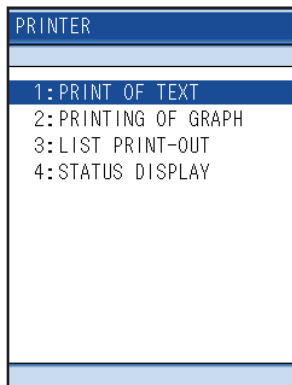 PRINTER
1:PRINT OF TEXT
2:PRINTING OF GRAPH
3:LIST PRINT-OUT
4:STATUS DISPLAY